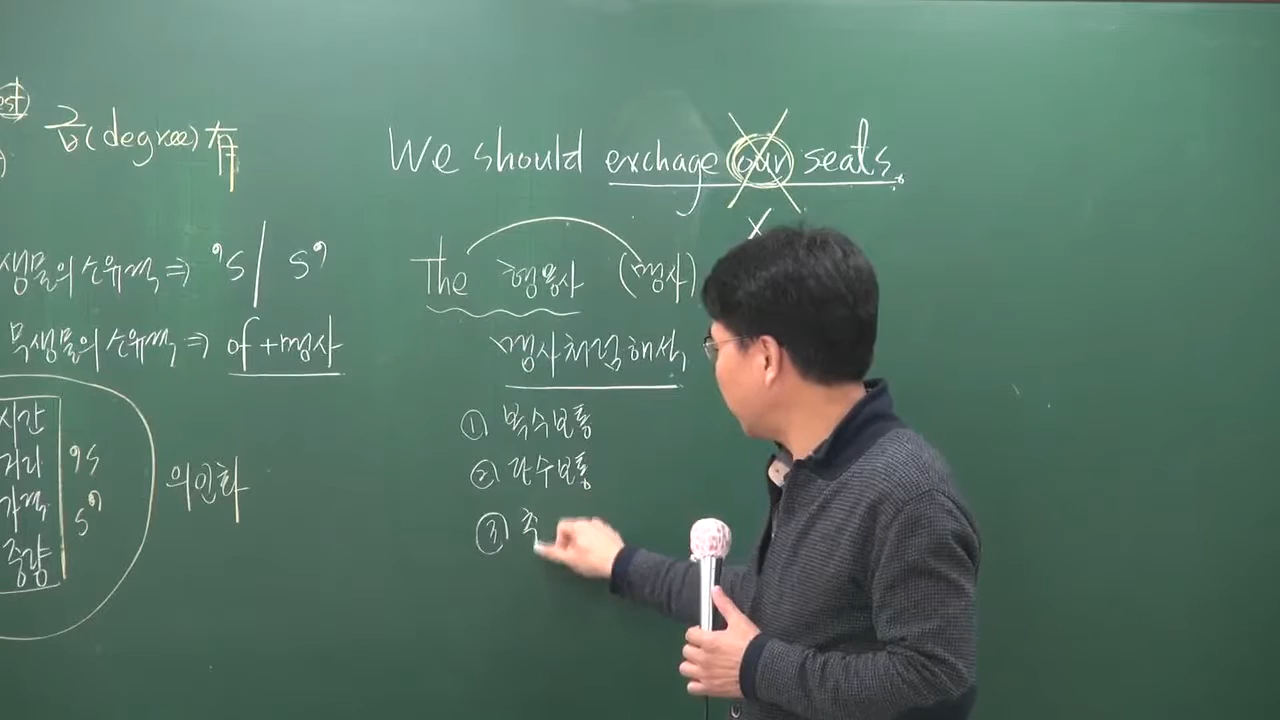 est)
(degree) 有
생물의 소유격 ⇒ 's / s'
무생물의 소유격 ⇒ of + 명사
시간
거리
가격
중량
's
s'
의인화
We should exchage our seats.
The 형용사 (명사)
명사처럼 해석
① 복수보통
② 단수보통
③ 추